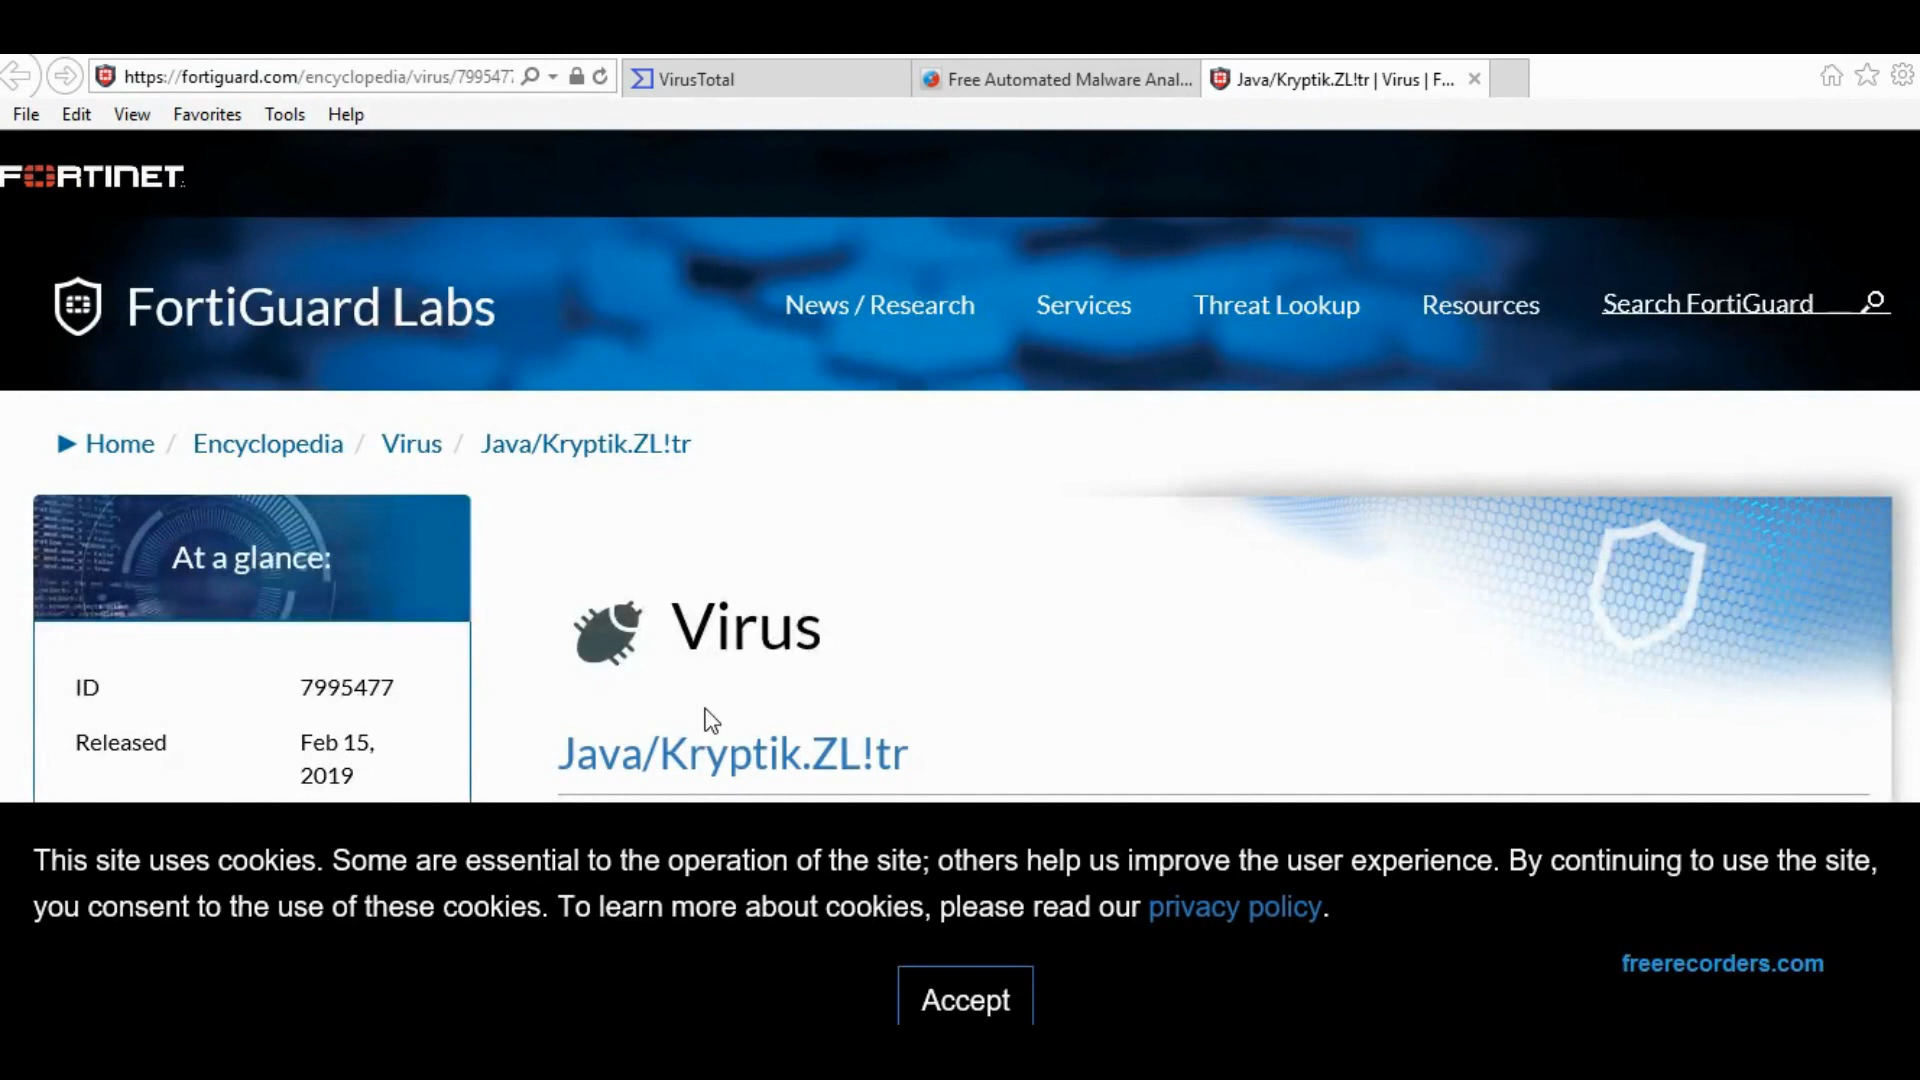 https://fortiguard.com/encyclopedia/virus/799547
VirusTotal
Free Automated Malware Anal...
Java/Kryptik.ZL!tr | Virus | F...
File Edit View Favorites Tools Help
FORTINET
FortiGuard Labs
News / Research
Services
Threat Lookup
Resources
Search FortiGuard
Home / Encyclopedia / Virus / Java/Kryptik.ZL!tr
At a glance:
ID 7995477
Released Feb 15,
2019
Virus
Java/Kryptik.ZL!tr
This site uses cookies. Some are essential to the operation of the site; others help us improve the user experience. By continuing to use the site,
you consent to the use of these cookies. To learn more about cookies, please read our privacy policy.
freerecorders.com
Accept